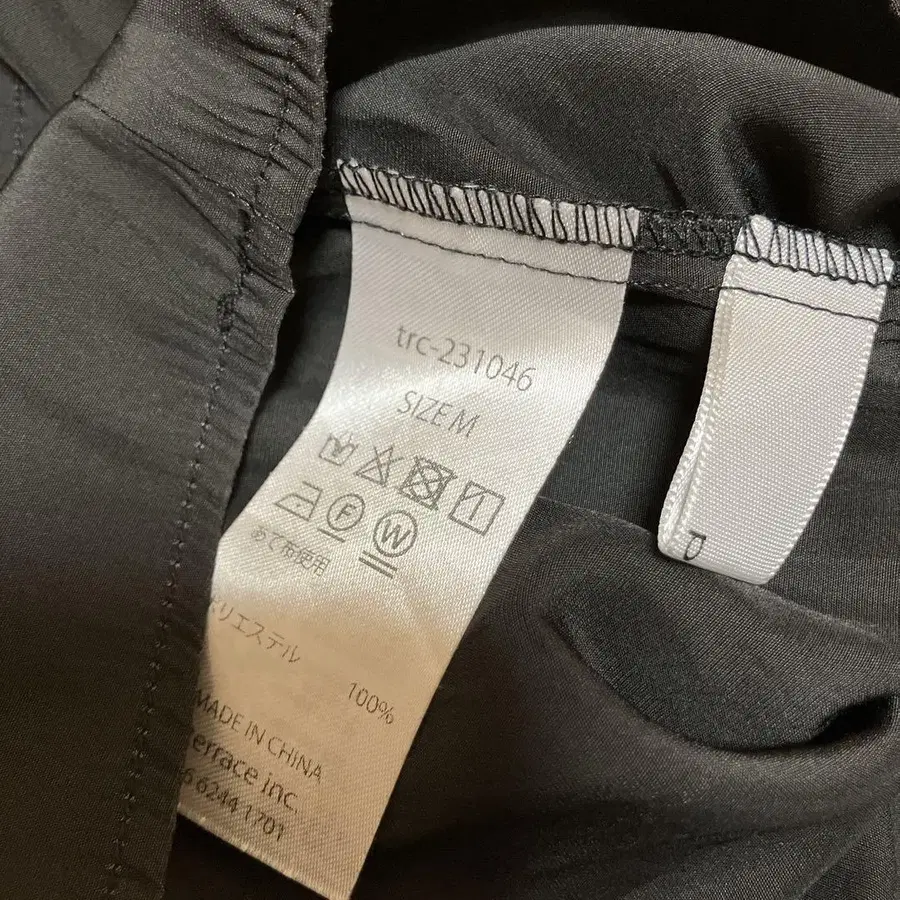 trc-231046
SIZE M
F
W
あて布使用
ポリエステル
100%
MADE IN CHINA
errace inc.
6 6244 1701
P